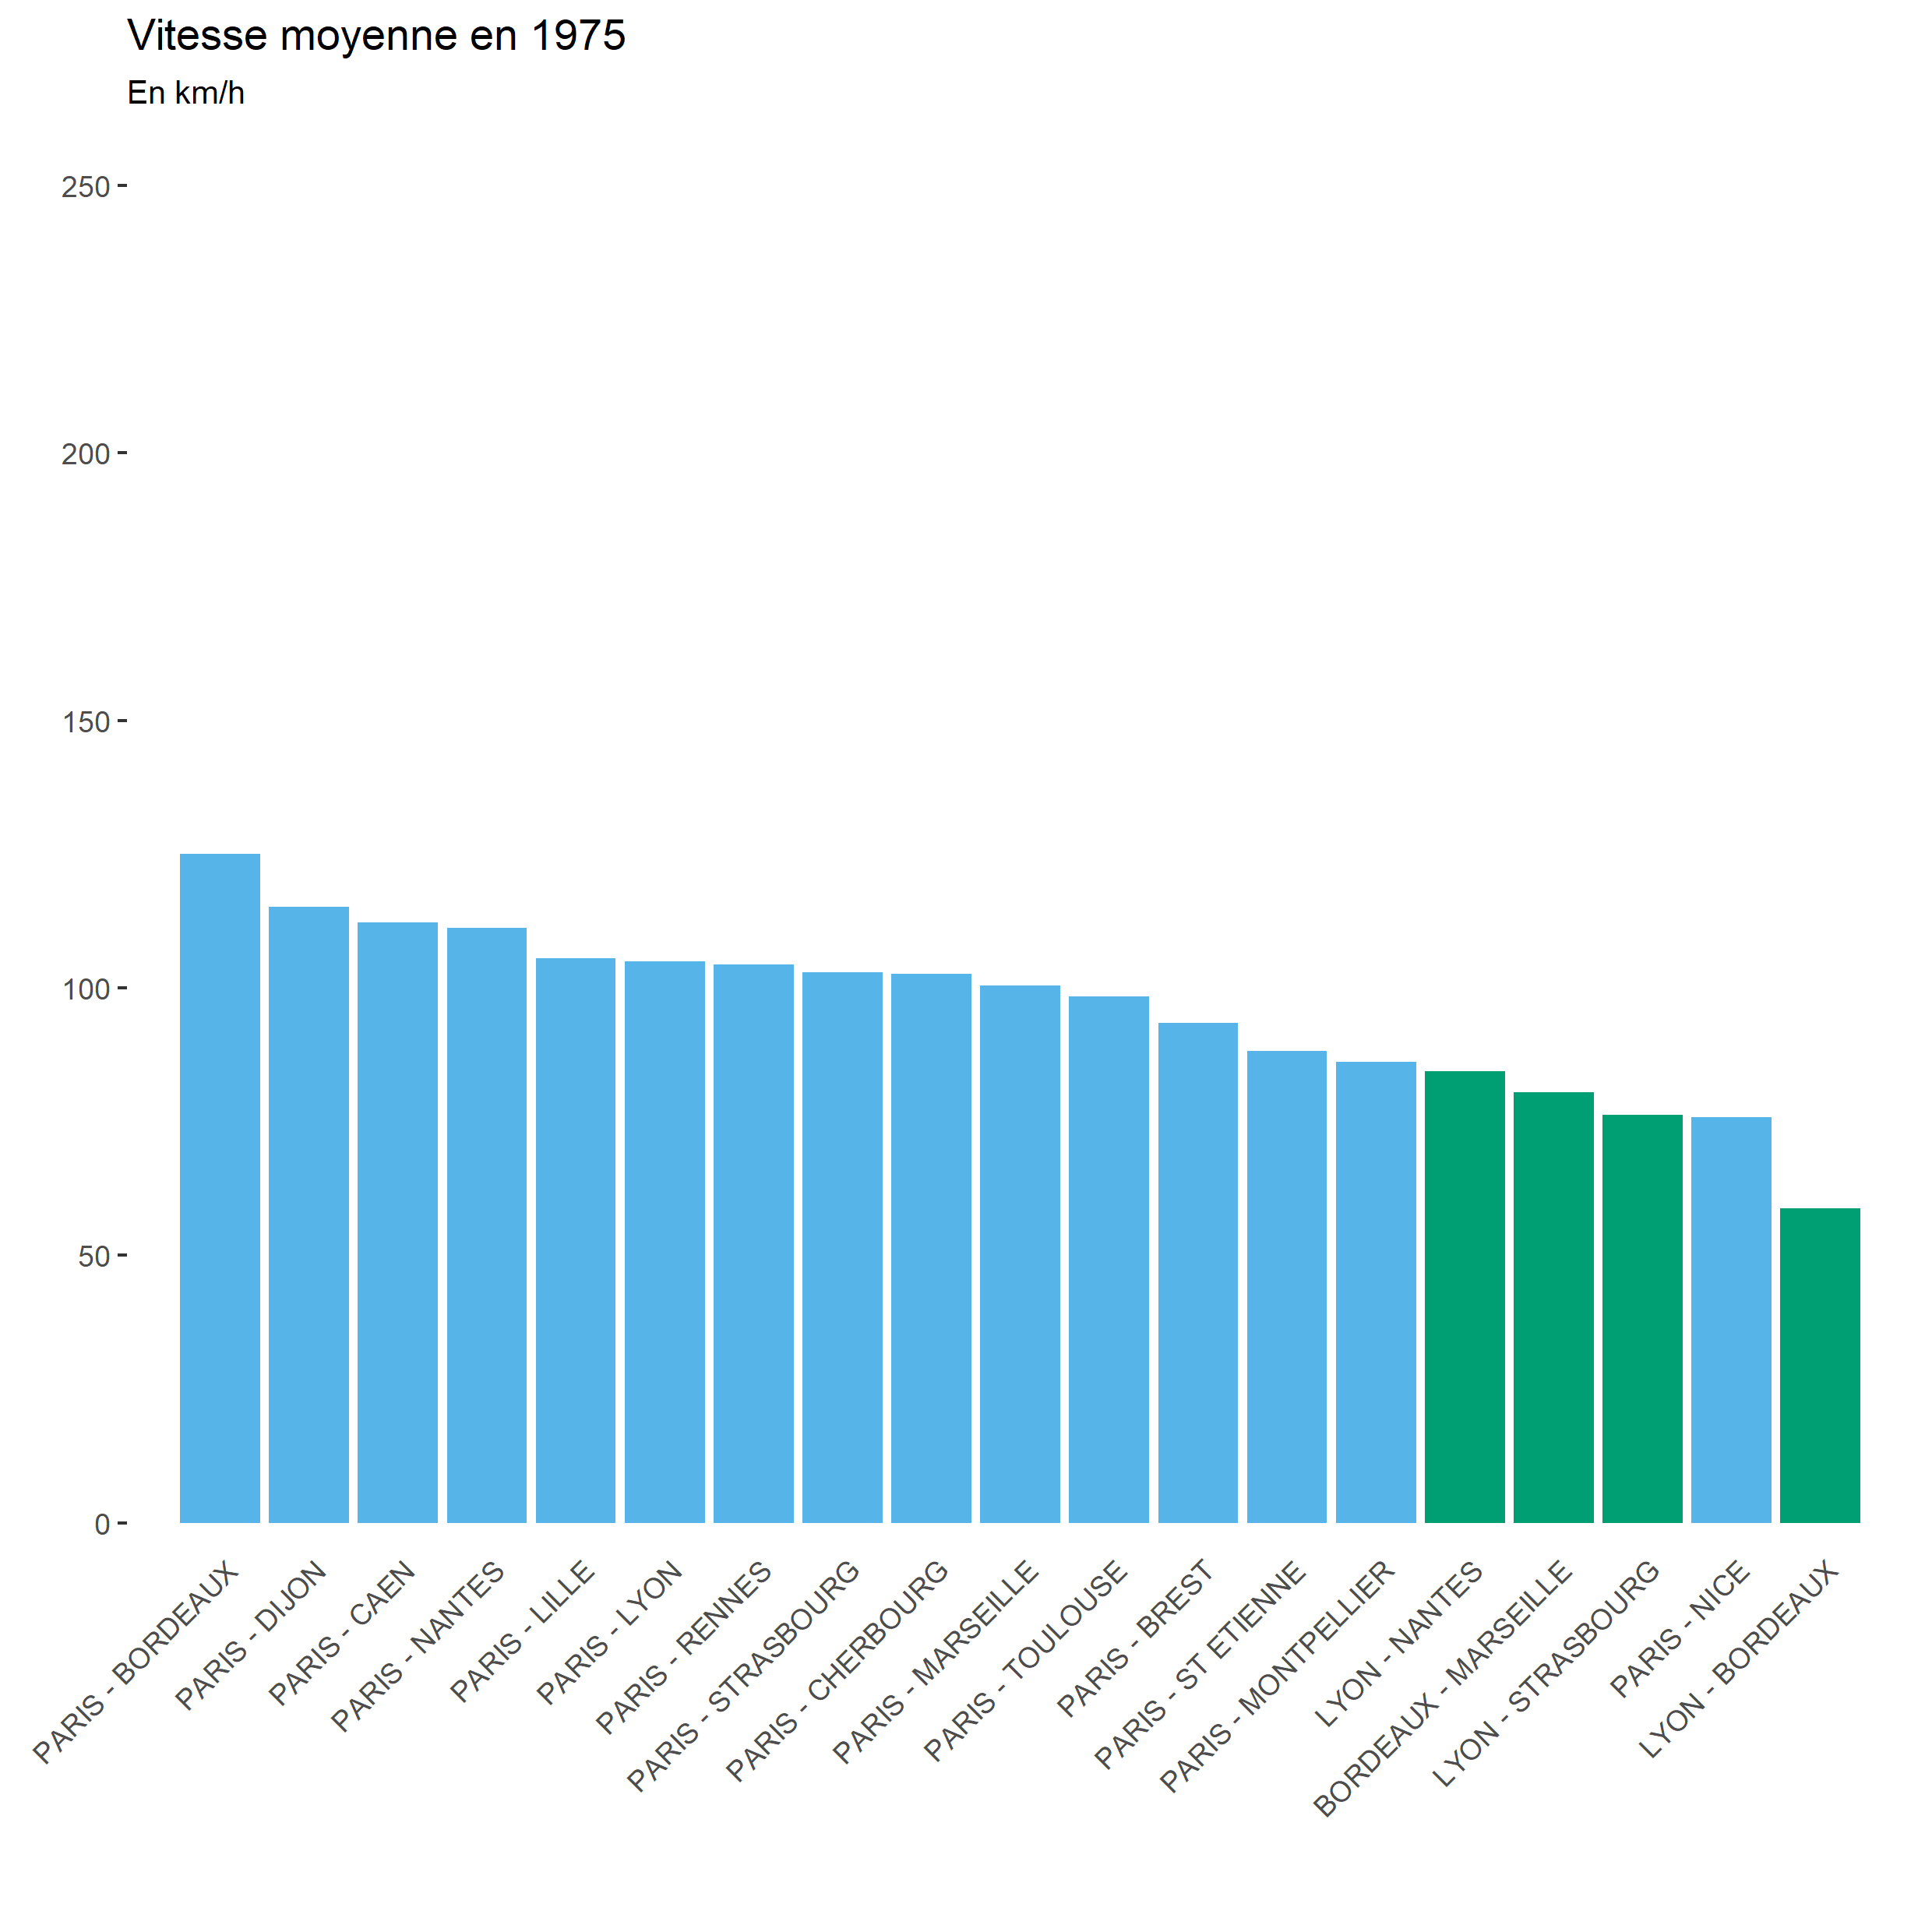 Vitesse moyenne en 1975
En km/h
250
200
150
100
50
0
PARIS - BORDEAUX
PARIS - DIJON
PARIS - CAEN
PARIS - NANTES
PARIS - LILLE
PARIS - LYON
PARIS - RENNES
PARIS - STRASBOURG
PARIS - CHERBOURG
PARIS - MARSEILLE
PARIS - TOULOUSE
PARIS - BREST
PARIS - ST ETIENNE
PARIS - MONTPELLIER
LYON - NANTES
BORDEAUX - MARSEILLE
LYON - STRASBOURG
PARIS - NICE
LYON - BORDEAUX